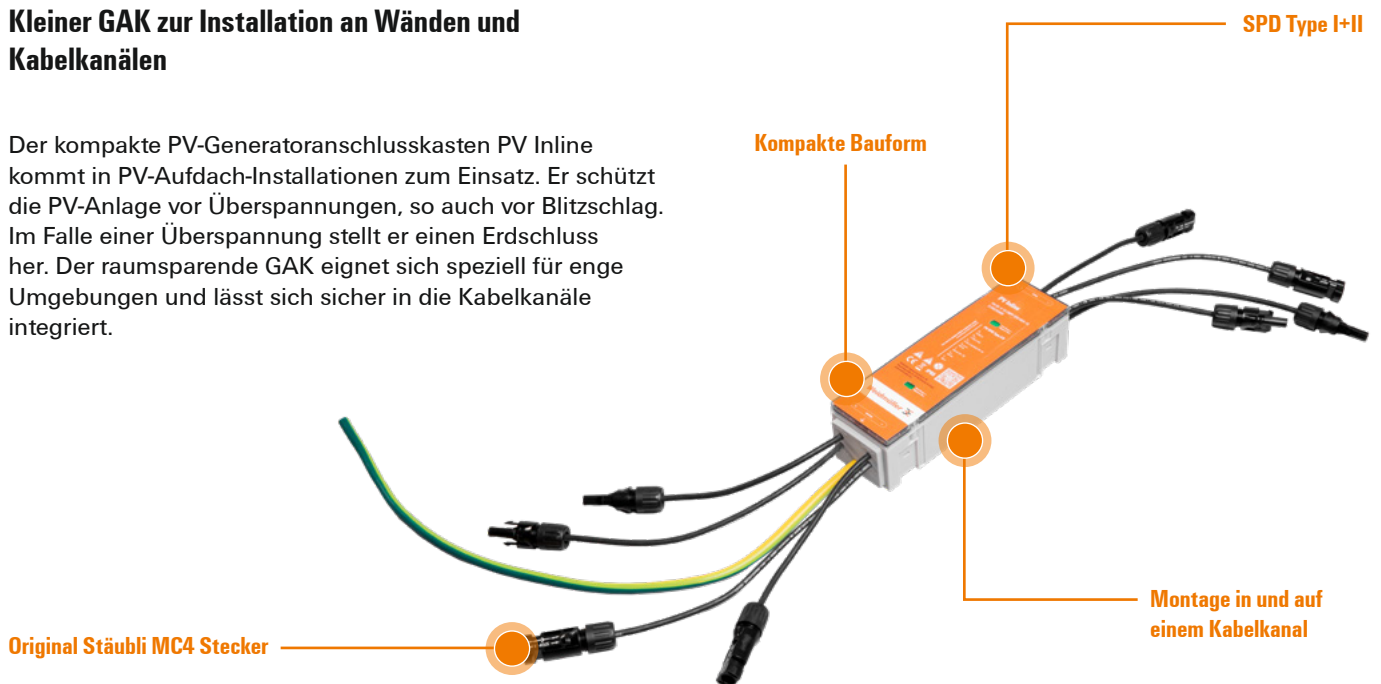 Kleiner GAK zur Installation an Wänden und
Kabelkanälen
SPD Type I+II
Kompakte Bauform
Der kompakte PV-Generatoranschlusskasten PV Inline
kommt in PV-Aufdach-Installationen zum Einsatz. Er schützt
die PV-Anlage vor Überspannungen, so auch vor Blitzschlag.
Im Falle einer Überspannung stellt er einen Erdschluss
her. Der raumsparende GAK eignet sich speziell für enge
Umgebungen und lässt sich sicher in die Kabelkanäle
integriert.
PV Inline
Montage in und auf
einem Kabelkanal
Original Stäubli MC4 Stecker